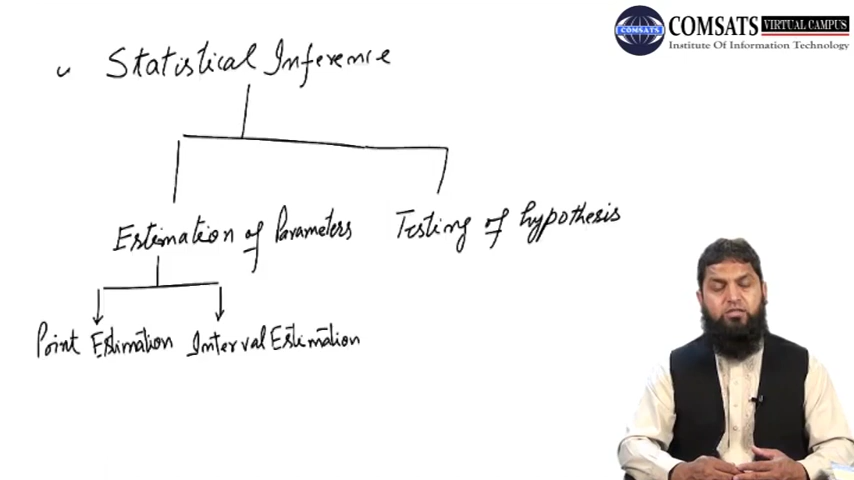 COMSATS VIRTUAL CAMPUS
COMSATS
Institute Of Information Technology
Statistical Inference
Estimation of Parameters
Testing of hypothesis
Point Estimation
Interval Estimation